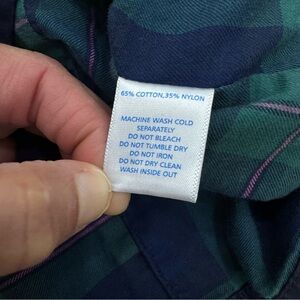 65% COTTON,35% NYLON
MACHINE WASH COLD
SEPARATELY
DO NOT BLEACH
DO NOT TUMBLE DRY
DO NOT IRON
DO NOT DRY CLEAN
WASH INSIDE OUT